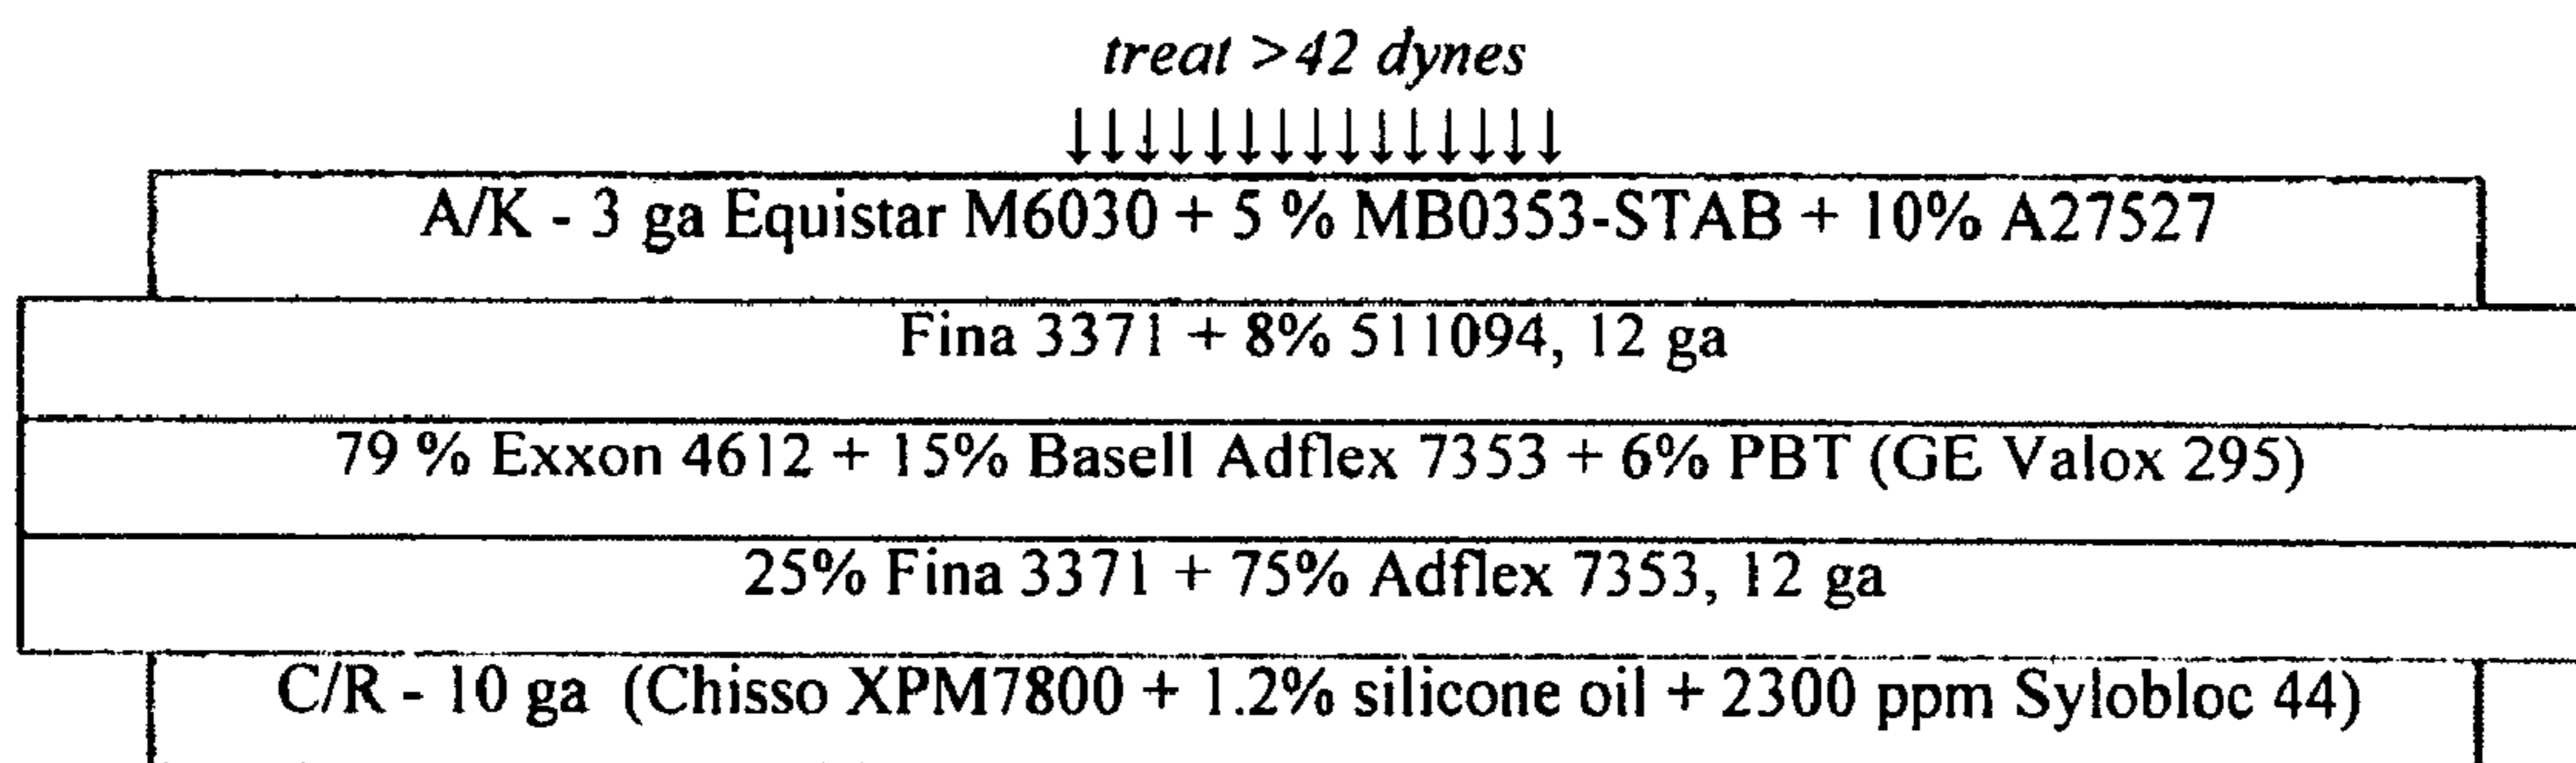 treat >42 dynes
↓↓↓↓↓↓↓↓↓↓↓↓↓↓↓
A/K - 3 ga Equistar M6030 + 5 % MB0353-STAB + 10% A27527
Fina 3371 + 8% 511094, 12 ga
79 % Exxon 4612 + 15% Basell Adflex 7353 + 6% PBT (GE Valox 295)
25% Fina 3371 + 75% Adflex 7353, 12 ga
C/R - 10 ga (Chisso XPM7800 + 1.2% silicone oil + 2300 ppm Sylobloc 44)